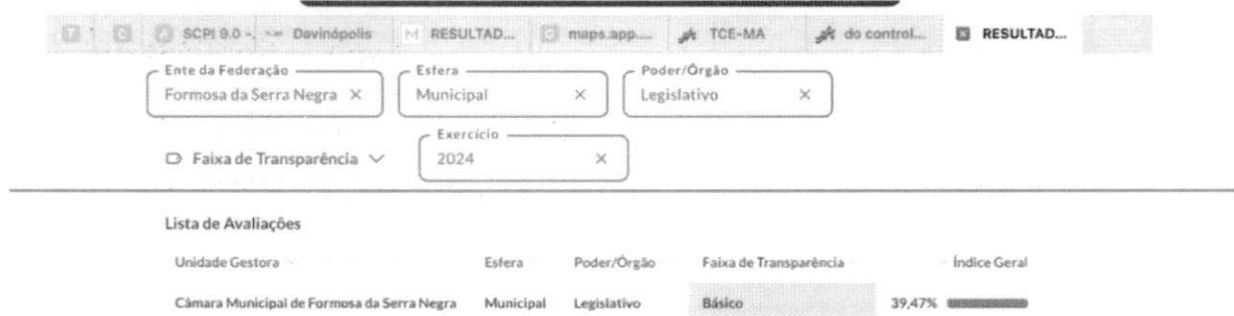 SCPI 9.0 -. Davinópolis RESULTAD... maps.app.... TCE-MA do control... RESULTAD...
Ente da Federação Esfera Poder/Órgão
Formosa da Serra Negra × Municipal × Legislativo ×
Exercício
Faixa de Transparência 2024 ×
Lista de Avaliações
Unidade Gestora Esfera Poder/Órgão Faixa de Transparência Índice Geral
Câmara Municipal de Formosa da Serra Negra Municipal Legislativo Básico 39,47%